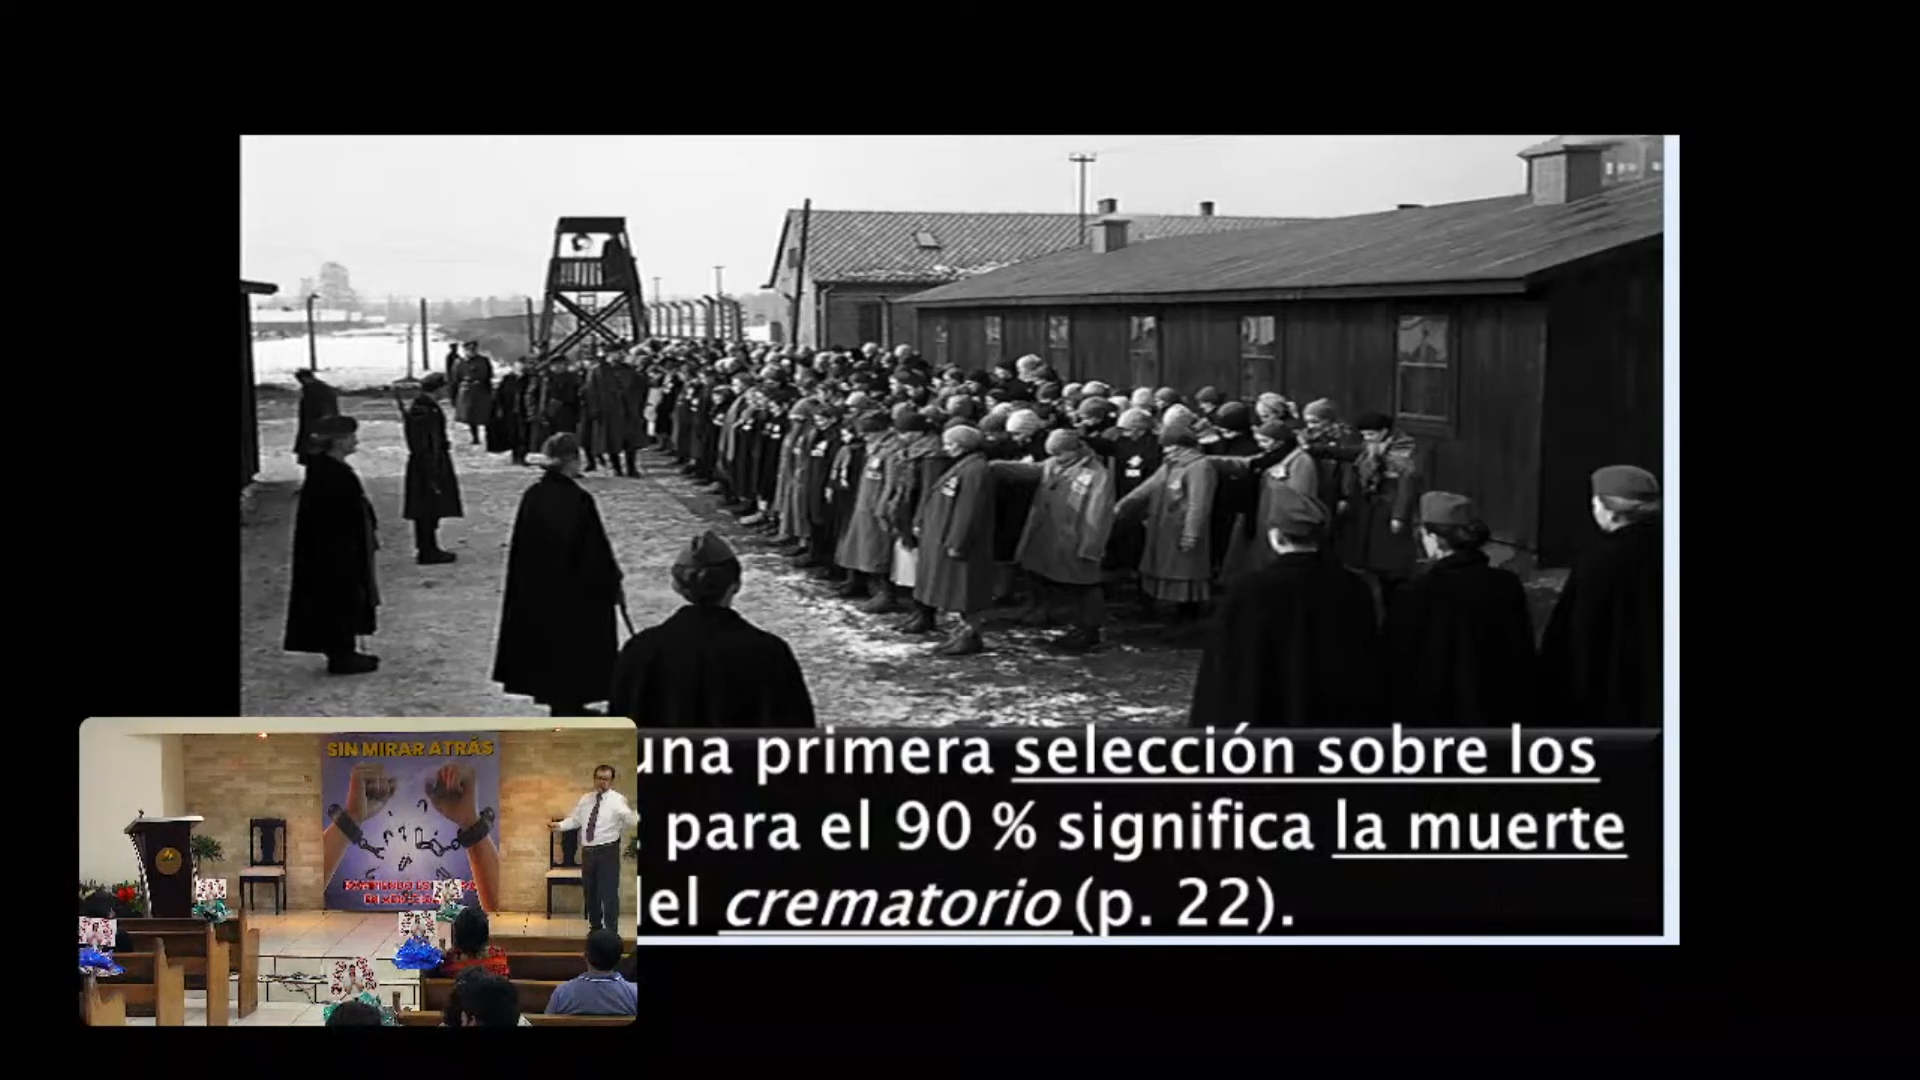 una primera selección sobre los
para el 90 % significa la muerte
del crematorio (p. 22).
SIN MIRAR ATRÁS